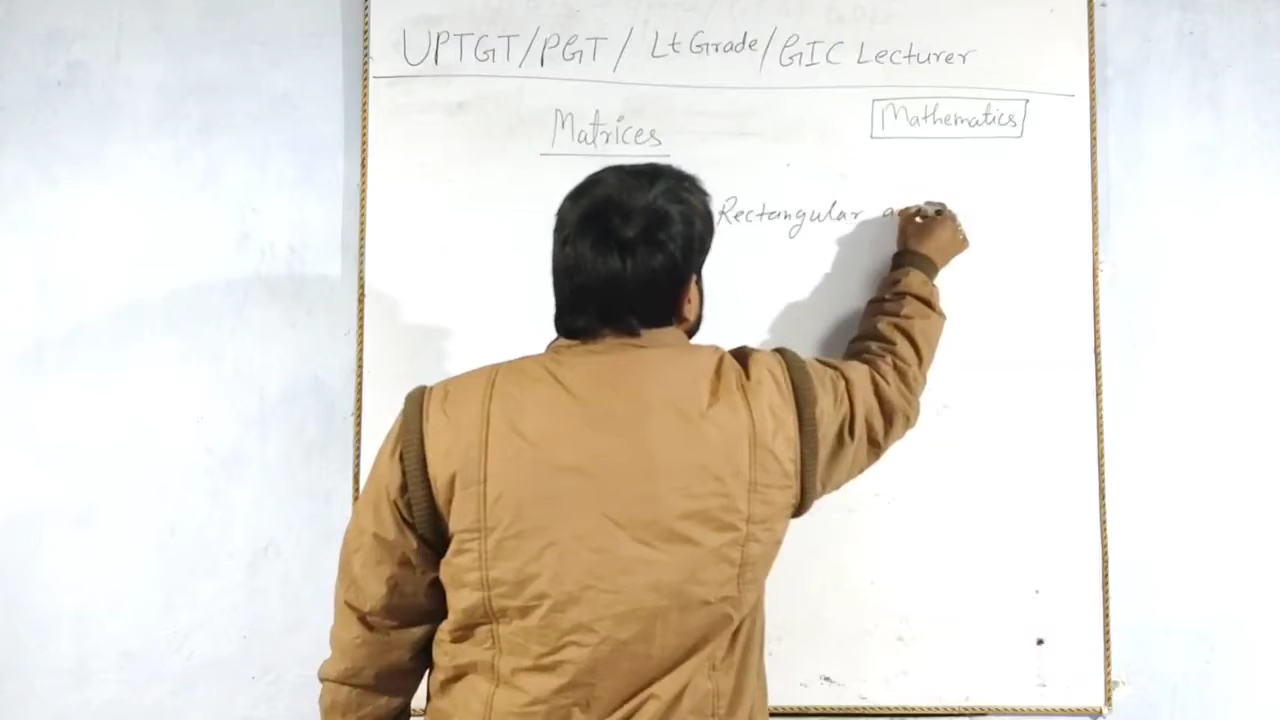 UPTGT/PGT/ Lt Grade/GIC Lecturer
Matrices
Mathematics
Rectangular